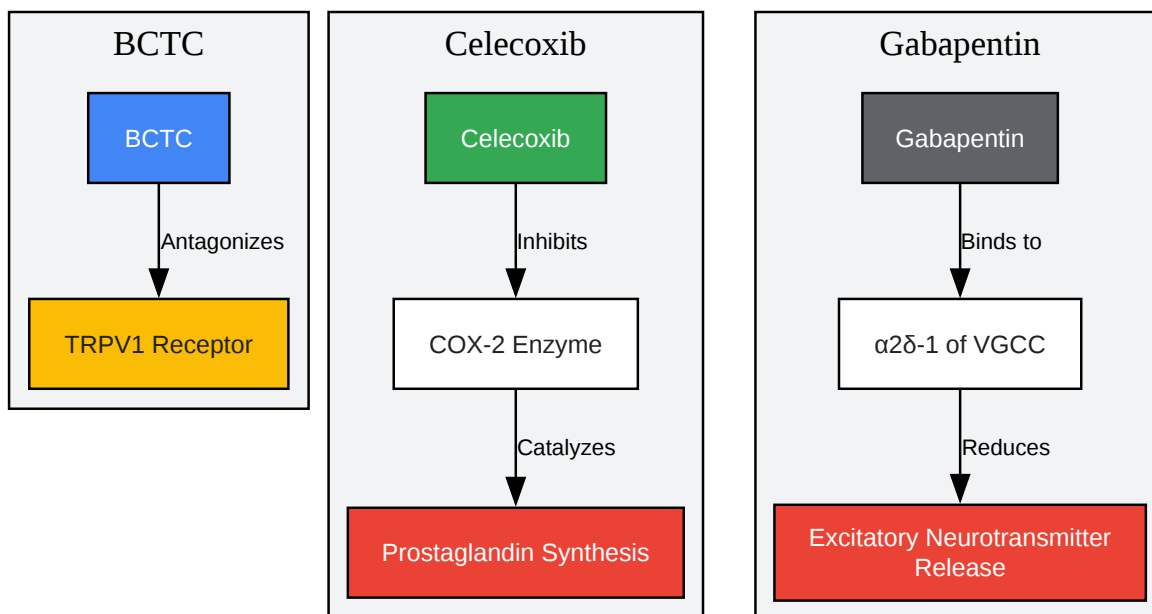 BCTC
BCTC
Antagonizes
TRPV1 Receptor
Celecoxib
Celecoxib
Inhibits
COX-2 Enzyme
Catalyzes
Prostaglandin Synthesis
Gabapentin
Gabapentin
Binds to
α2δ-1 of VGCC
Reduces
Excitatory Neurotransmitter
Release